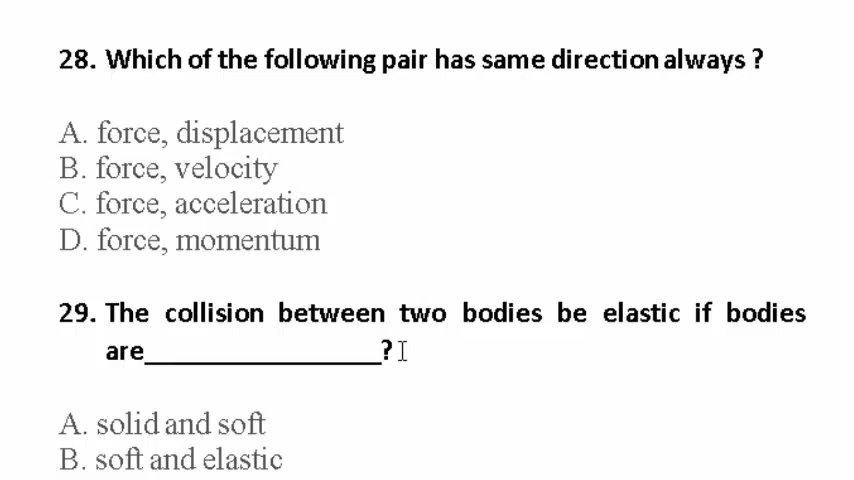 28. Which of the following pair has same direction always ?
A. force, displacement
B. force, velocity
C. force, acceleration
D. force, momentum
29. The collision between two bodies be elastic if bodies
are_________________?
A. solid and soft
B. soft and elastic